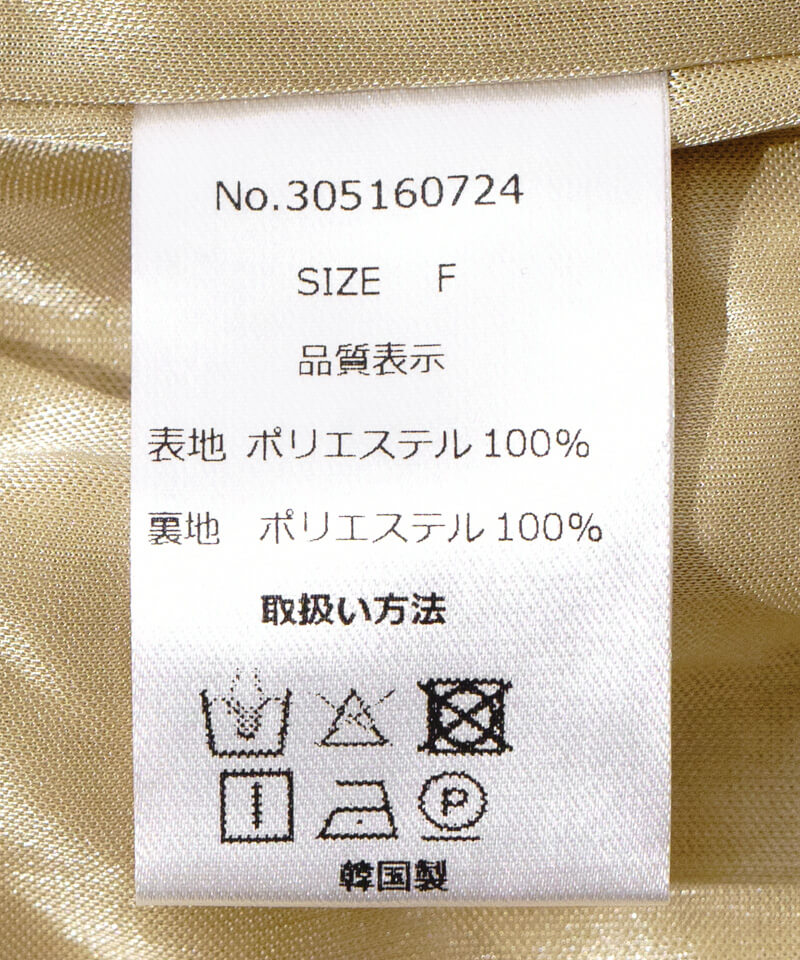 No.305160724
SIZE F
品質表示
表地 ポリエステル 100%
裏地 ポリエステル 100%
取扱い方法
P
韓国製